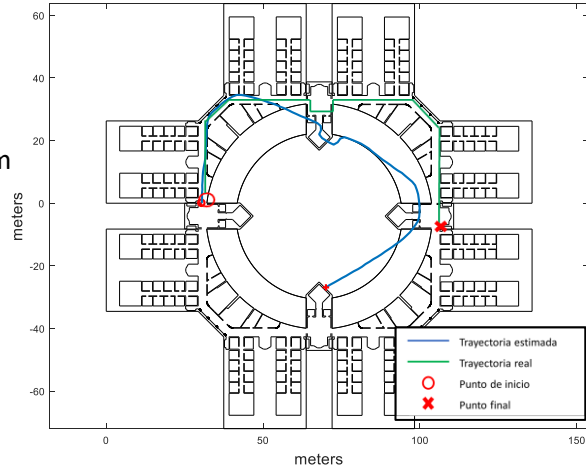 60
40
20
m
0
meters
-20
-40
-60
0
50
100
150
meters
Trayectoria estimada
Trayectoria real
Punto de inicio
Punto final